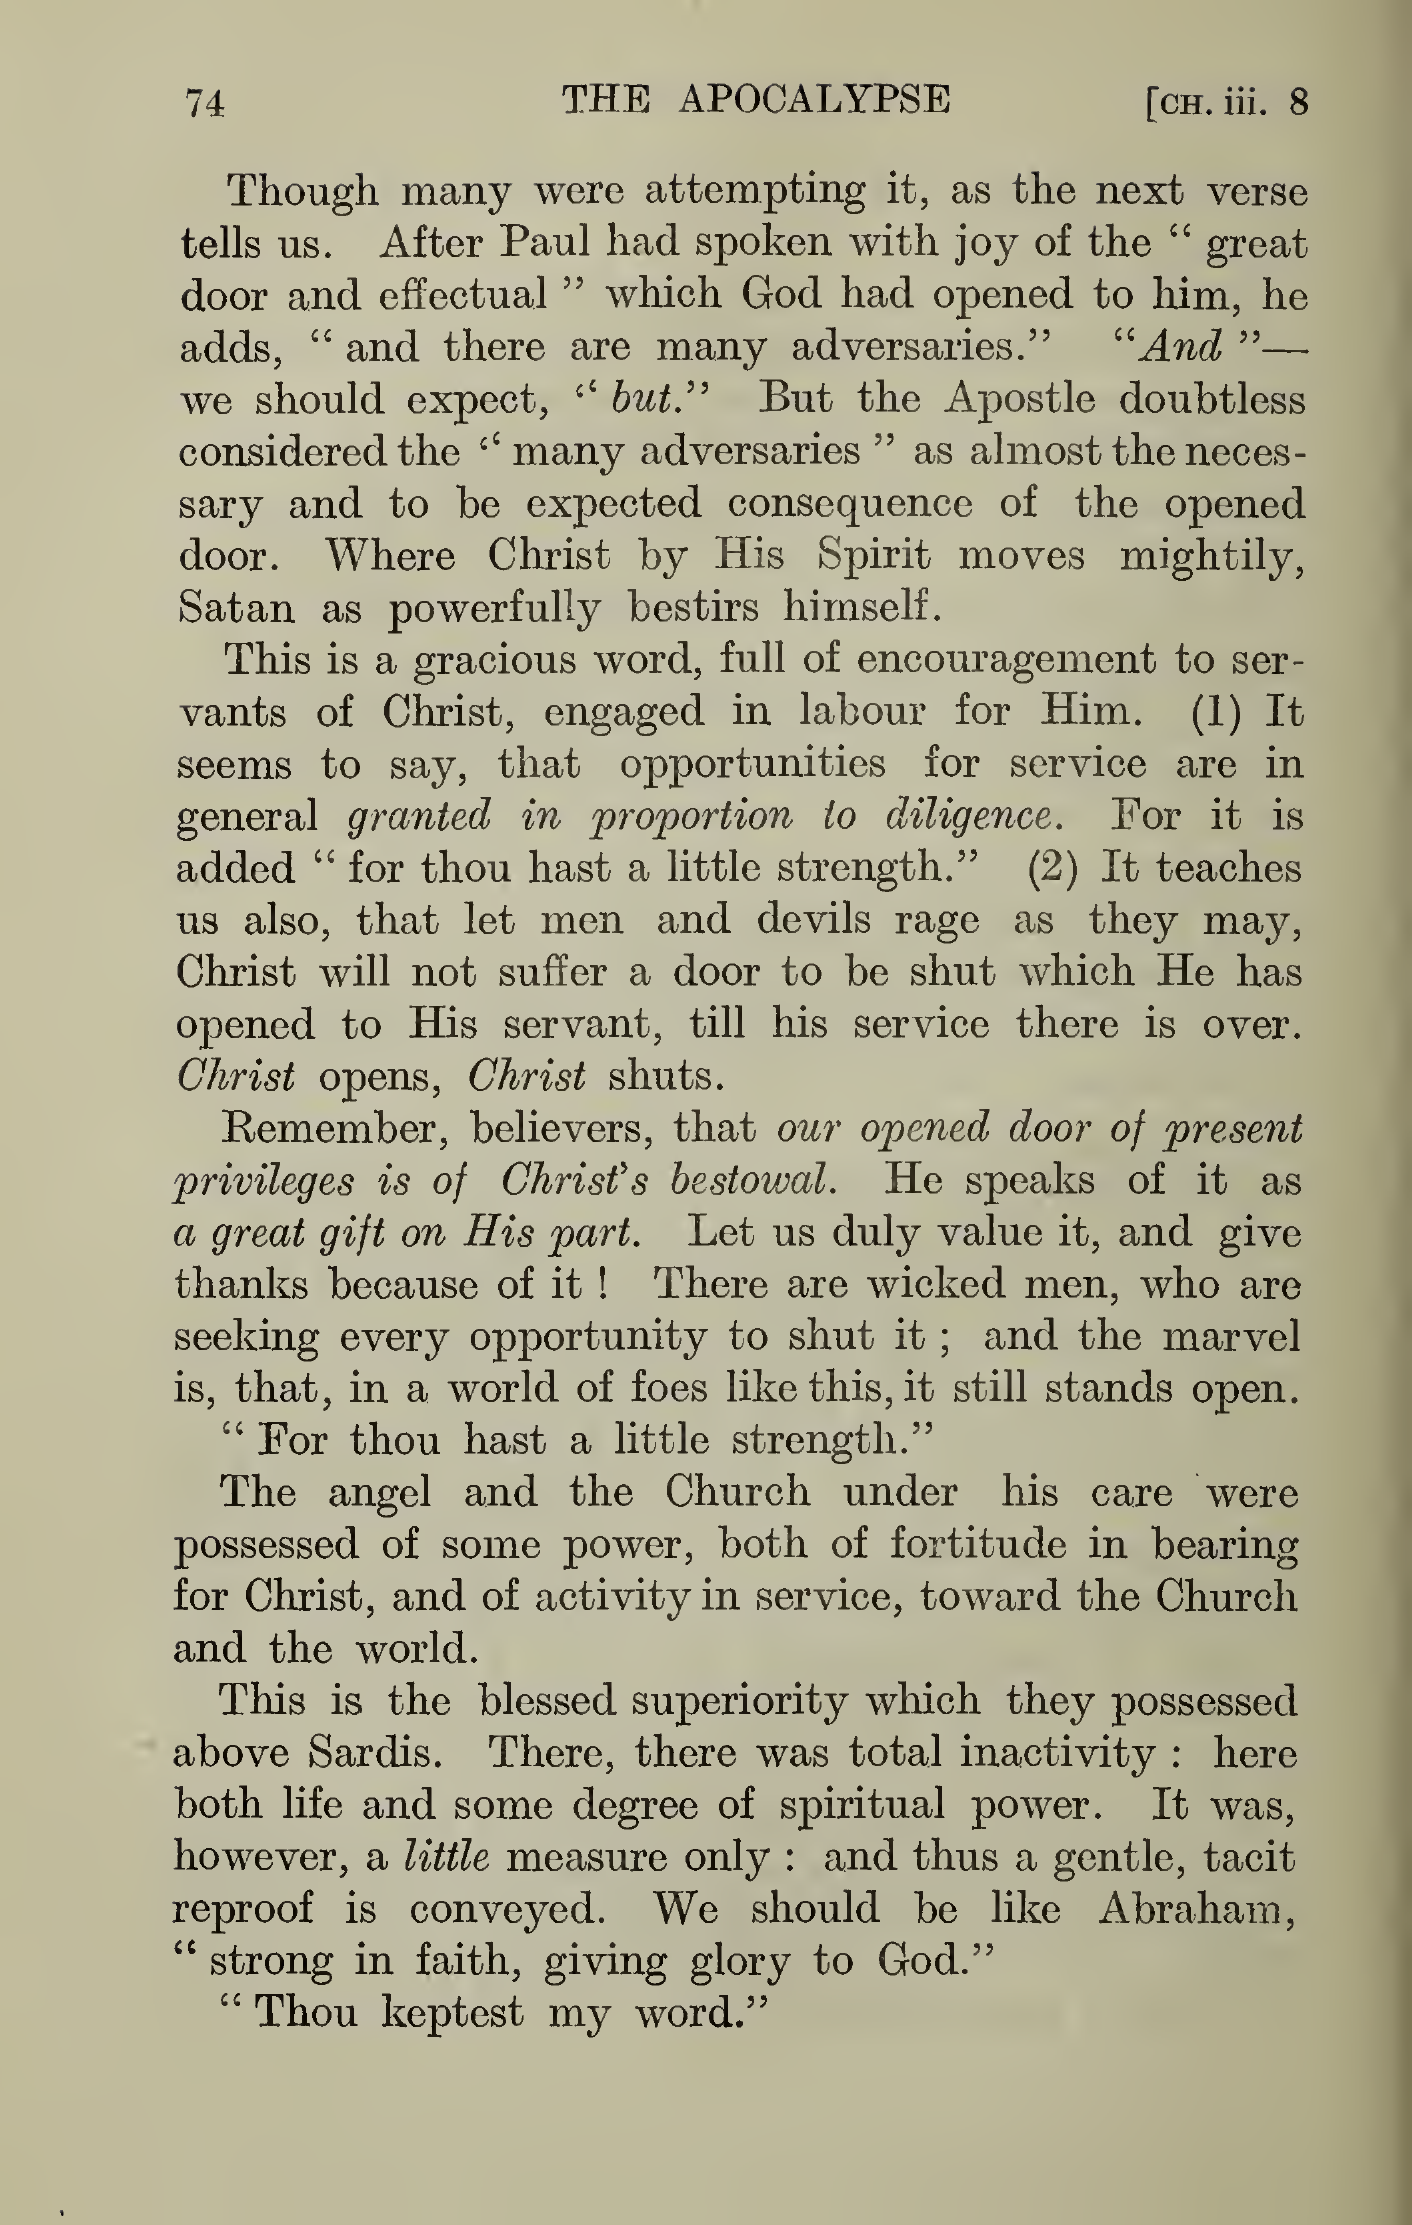 74 THE APOCALYPSE [CH. iii. 8
Though many were attempting it, as the next verse
tells us. After Paul had spoken with joy of the “ great
door and effectual ” which God had opened to him, he
adds, “ and there are many adversaries.” “And ”—
we should expect, “ but.” But the Apostle doubtless
considered the “ many adversaries ” as almost the neces-
sary and to be expected consequence of the opened
door. Where Christ by His Spirit moves mightily,
Satan as powerfully bestirs himself.
This is a gracious word, full of encouragement to ser-
vants of Christ, engaged in labour for Him. (1) It
seems to say, that opportunities for service are in
general granted in proportion to diligence. For it is
added “ for thou hast a little strength.” (2) It teaches
us also, that let men and devils rage as they may,
Christ will not suffer a door to be shut which He has
opened to His servant, till his service there is over.
Christ opens, Christ shuts.
Remember, believers, that our opened door of present
privileges is of Christ's bestowal. He speaks of it as
a great gift on His part. Let us duly value it, and give
thanks because of it ! There are wicked men, who are
seeking every opportunity to shut it ; and the marvel
is, that, in a world of foes like this, it still stands open.
“ For thou hast a little strength.”
The angel and the Church under his care were
possessed of some power, both of fortitude in bearing
for Christ, and of activity in service, toward the Church
and the world.
This is the blessed superiority which they possessed
above Sardis. There, there was total inactivity : here
both life and some degree of spiritual power. It was,
however, a little measure only : and thus a gentle, tacit
reproof is conveyed. We should be like Abraham,
“ strong in faith, giving glory to God.”
“ Thou keptest my word.”